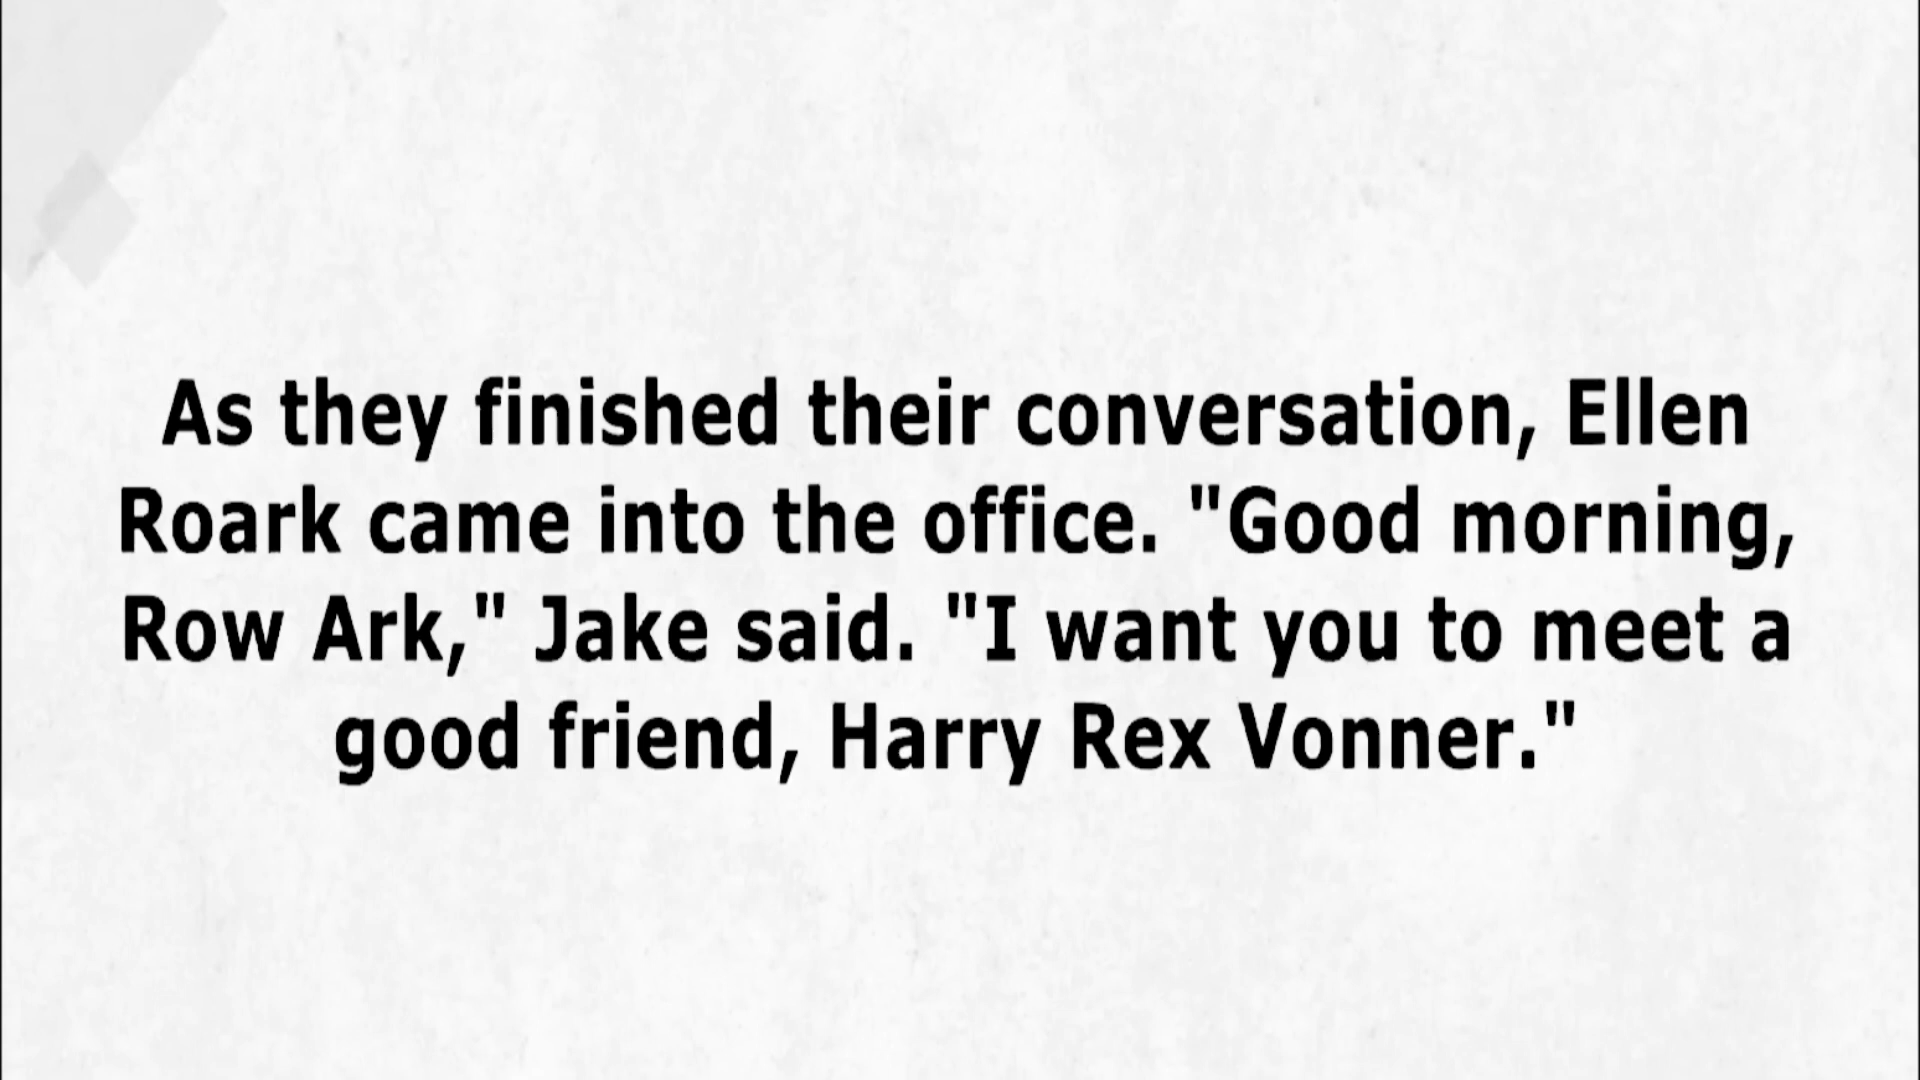 As they finished their conversation, Ellen
Roark came into the office. "Good morning,
Row Ark," Jake said. "I want you to meet a
good friend, Harry Rex Vonner."